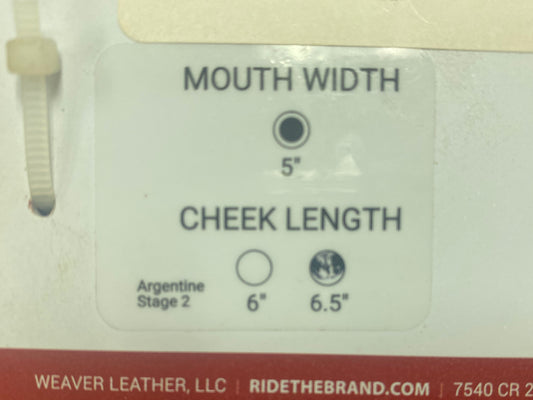 MOUTH WIDTH
5"
CHEEK LENGTH
Argentine
Stage 2
6"
6.5"
WEAVER LEATHER, LLC | RIDETHEBRAND.COM | 7540 CR 2